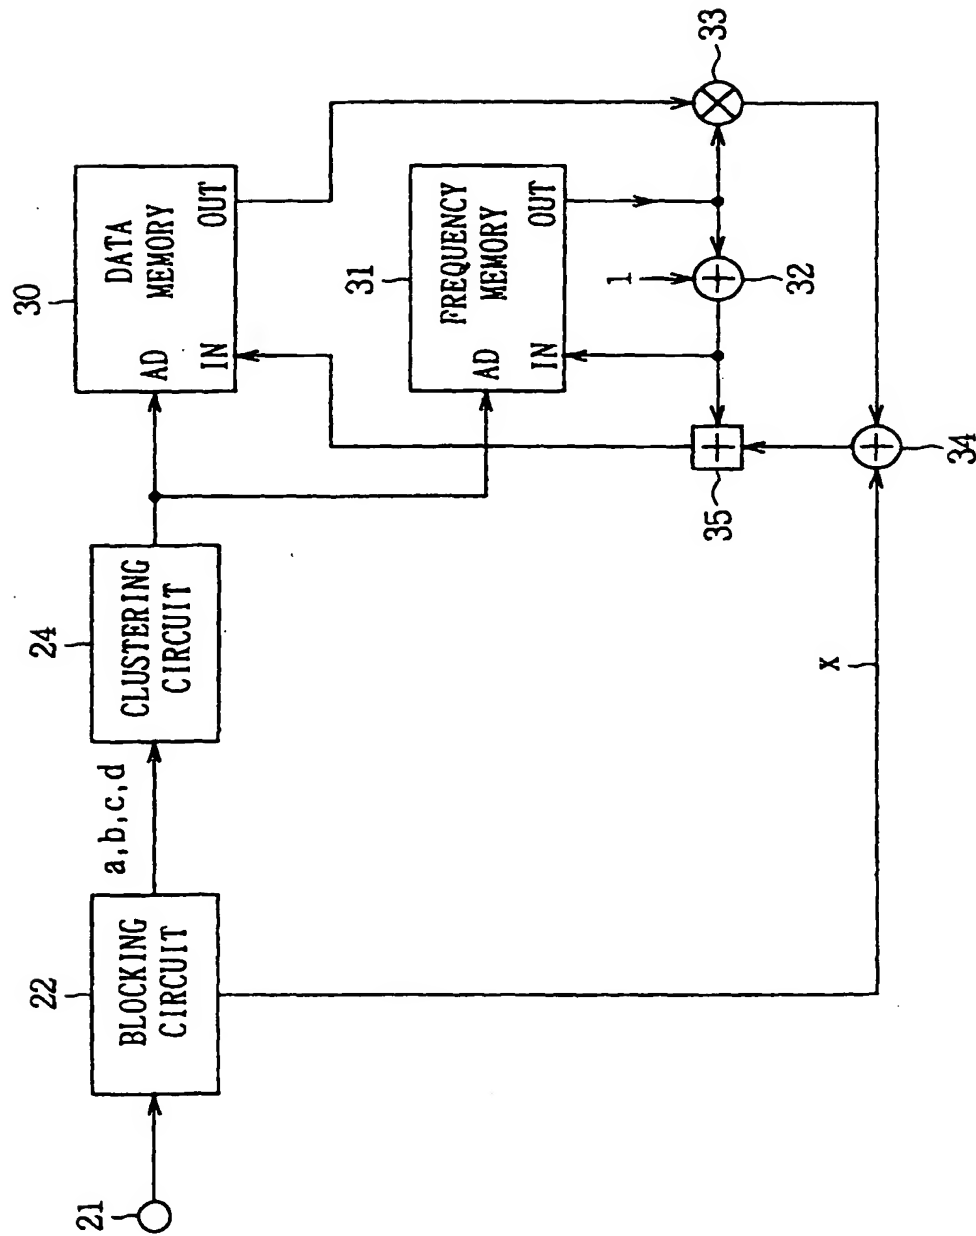 21
22
BLOCKING
CIRCUIT
a,b,c,d
24
CLUSTERING
CIRCUIT
30
DATA
MEMORY
AD
IN
OUT
31
FREQUENCY
MEMORY
AD
IN
OUT
1
32
33
35
x
34